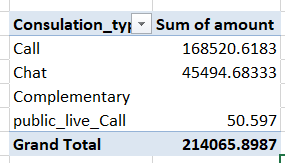 Consulation_typ Sum of amount
Call 168520.6183
Chat 45494.68333
Complementary
public_live_Call 50.597
Grand Total 214065.8987